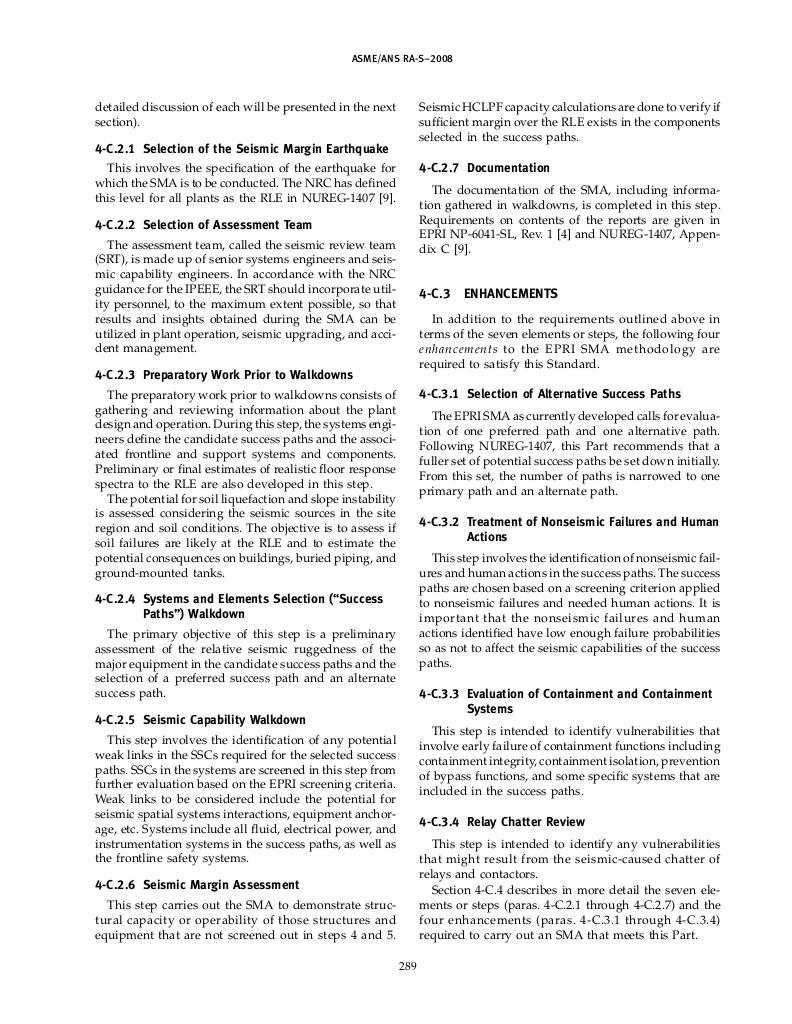 ASME/ANS RA-S–2008
detailed discussion of each will be presented in the next
section).
4-C.2.1 Selection of the Seismic Margin Earthquake
This involves the specification of the earthquake for
which the SMA is to be conducted. The NRC has defined
this level for all plants as the RLE in NUREG-1407 [9].
4-C.2.2 Selection of Assessment Team
The assessment team, called the seismic review team
(SRT), is made up of senior systems engineers and seis-
mic capability engineers. In accordance with the NRC
guidance for the IPEEE, the SRT should incorporate util-
ity personnel, to the maximum extent possible, so that
results and insights obtained during the SMA can be
utilized in plant operation, seismic upgrading, and acci-
dent management.
4-C.2.3 Preparatory Work Prior to Walkdowns
The preparatory work prior to walkdowns consists of
gathering and reviewing information about the plant
design and operation. During this step, the systems engi-
neers define the candidate success paths and the associ-
ated frontline and support systems and components.
Preliminary or final estimates of realistic floor response
spectra to the RLE are also developed in this step.
The potential for soil liquefaction and slope instability
is assessed considering the seismic sources in the site
region and soil conditions. The objective is to assess if
soil failures are likely at the RLE and to estimate the
potential consequences on buildings, buried piping, and
ground-mounted tanks.
4-C.2.4 Systems and Elements Selection (“Success
Paths”) Walkdown
The primary objective of this step is a preliminary
assessment of the relative seismic ruggedness of the
major equipment in the candidate success paths and the
selection of a preferred success path and an alternate
success path.
4-C.2.5 Seismic Capability Walkdown
This step involves the identification of any potential
weak links in the SSCs required for the selected success
paths. SSCs in the systems are screened in this step from
further evaluation based on the EPRI screening criteria.
Weak links to be considered include the potential for
seismic spatial systems interactions, equipment anchor-
age, etc. Systems include all fluid, electrical power, and
instrumentation systems in the success paths, as well as
the frontline safety systems.
4-C.2.6 Seismic Margin Assessment
This step carries out the SMA to demonstrate struc-
tural capacity or operability of those structures and
equipment that are not screened out in steps 4 and 5.
Seismic HCLPF capacity calculations are done to verify if
sufficient margin over the RLE exists in the components
selected in the success paths.
4-C.2.7 Documentation
The documentation of the SMA, including informa-
tion gathered in walkdowns, is completed in this step.
Requirements on contents of the reports are given in
EPRI NP-6041-SL, Rev. 1 [4] and NUREG-1407, Appen-
dix C [9].
4-C.3 ENHANCEMENTS
In addition to the requirements outlined above in
terms of the seven elements or steps, the following four
enhancements to the EPRI SMA methodology are
required to satisfy this Standard.
4-C.3.1 Selection of Alternative Success Paths
The EPRI SMA as currently developed calls for evalua-
tion of one preferred path and one alternative path.
Following NUREG-1407, this Part recommends that a
fuller set of potential success paths be set down initially.
From this set, the number of paths is narrowed to one
primary path and an alternate path.
4-C.3.2 Treatment of Nonseismic Failures and Human
Actions
This step involves the identification of nonseismic fail-
ures and human actions in the success paths. The success
paths are chosen based on a screening criterion applied
to nonseismic failures and needed human actions. It is
important that the nonseismic failures and human
actions identified have low enough failure probabilities
so as not to affect the seismic capabilities of the success
paths.
4-C.3.3 Evaluation of Containment and Containment
Systems
This step is intended to identify vulnerabilities that
involve early failure of containment functions including
containment integrity, containment isolation, prevention
of bypass functions, and some specific systems that are
included in the success paths.
4-C.3.4 Relay Chatter Review
This step is intended to identify any vulnerabilities
that might result from the seismic-caused chatter of
relays and contactors.
Section 4-C.4 describes in more detail the seven ele-
ments or steps (paras. 4-C.2.1 through 4-C.2.7) and the
four enhancements (paras. 4-C.3.1 through 4-C.3.4)
required to carry out an SMA that meets this Part.
289